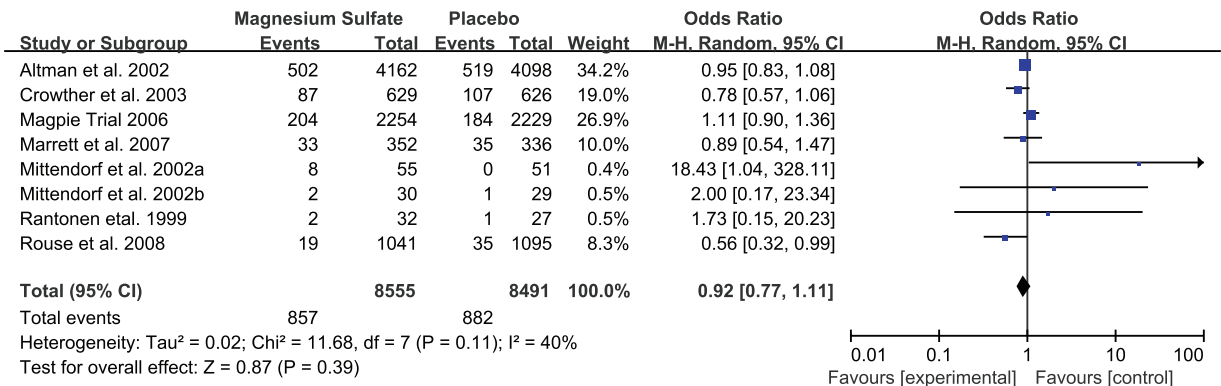 Magnesium Sulfate Placebo Odds Ratio Odds Ratio
Study or Subgroup Events Total Events Total Weight M-H, Random, 95% CI M-H, Random, 95% CI
Altman et al. 2002 502 4162 519 4098 34.2% 0.95 [0.83, 1.08]
Crowther et al. 2003 87 629 107 626 19.0% 0.78 [0.57, 1.06]
Magpie Trial 2006 204 2254 184 2229 26.9% 1.11 [0.90, 1.36]
Marrett et al. 2007 33 352 35 336 10.0% 0.89 [0.54, 1.47]
Mittendorf et al. 2002a 8 55 0 51 0.4% 18.43 [1.04, 328.11]
Mittendorf et al. 2002b 2 30 1 29 0.5% 2.00 [0.17, 23.34]
Rantonen etal. 1999 2 32 1 27 0.5% 1.73 [0.15, 20.23]
Rouse et al. 2008 19 1041 35 1095 8.3% 0.56 [0.32, 0.99]
Total (95% CI) 8555 8491 100.0% 0.92 [0.77, 1.11]
Total events 857 882
Heterogeneity: Tau² = 0.02; Chi² = 11.68, df = 7 (P = 0.11); I² = 40%
Test for overall effect: Z = 0.87 (P = 0.39)
0.01 0.1 1 10 100
Favours [experimental] Favours [control]